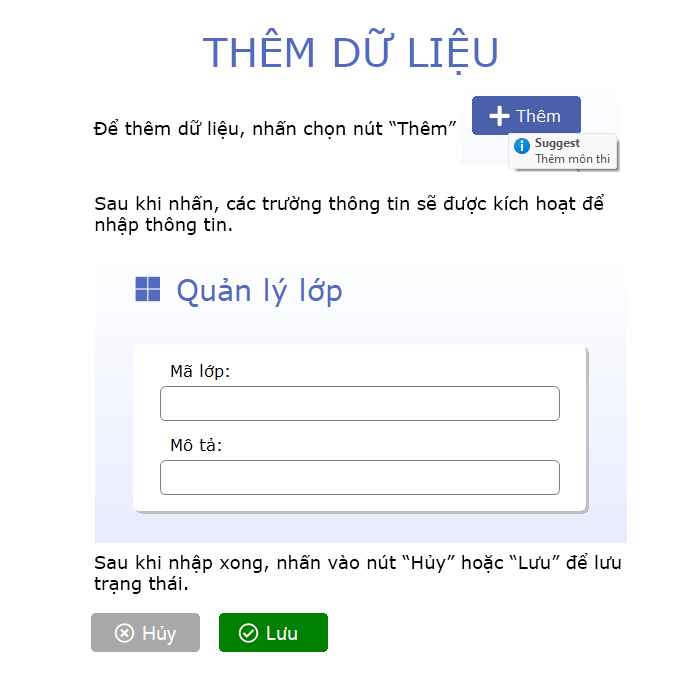 THÊM DỮ LIỆU
Để thêm dữ liệu, nhấn chọn nút “Thêm”
Thêm
Suggest
Thêm môn thi
Sau khi nhấn, các trường thông tin sẽ được kích hoạt để
nhập thông tin.
Quản lý lớp
Mã lớp:
Mô tả:
Sau khi nhập xong, nhấn vào nút “Hủy” hoặc “Lưu” để lưu
trạng thái.
Hủy
Lưu